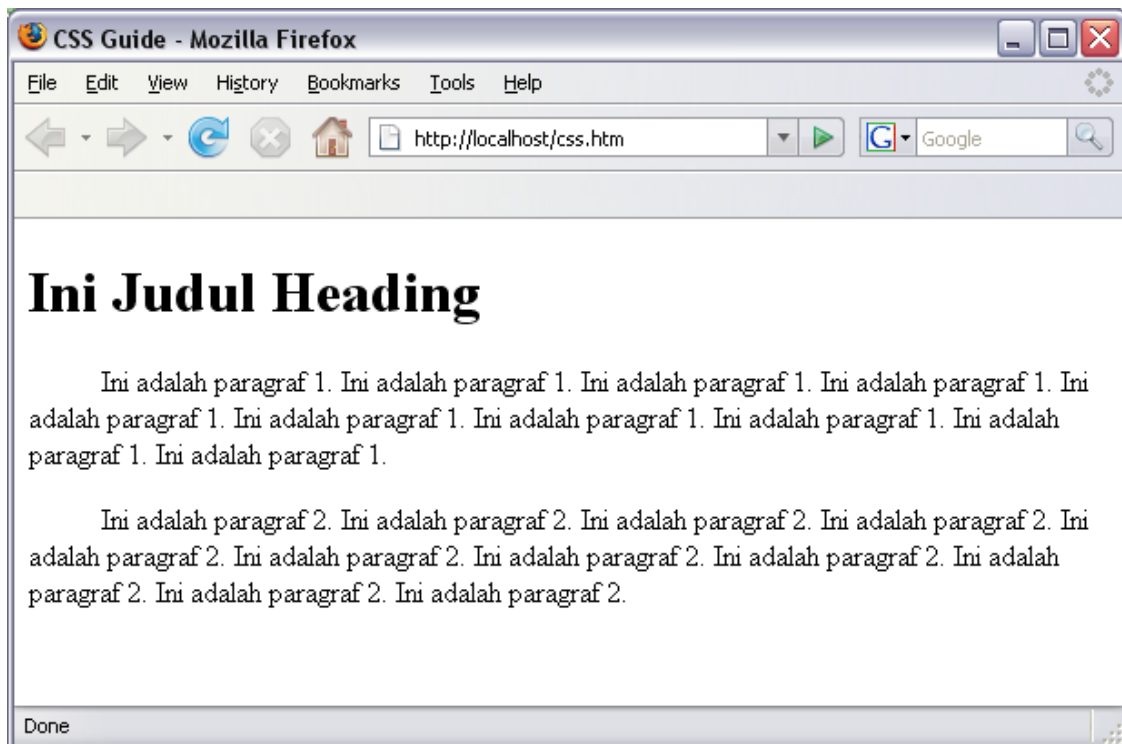 CSS Guide - Mozilla Firefox
File Edit View History Bookmarks Tools Help
http://localhost/css.htm G Google
Ini Judul Heading
Ini adalah paragraf 1. Ini adalah paragraf 1. Ini adalah paragraf 1. Ini adalah paragraf 1. Ini
adalah paragraf 1. Ini adalah paragraf 1. Ini adalah paragraf 1. Ini adalah paragraf 1. Ini adalah
paragraf 1. Ini adalah paragraf 1.
Ini adalah paragraf 2. Ini adalah paragraf 2. Ini adalah paragraf 2. Ini adalah paragraf 2. Ini
adalah paragraf 2. Ini adalah paragraf 2. Ini adalah paragraf 2. Ini adalah paragraf 2. Ini adalah
paragraf 2. Ini adalah paragraf 2. Ini adalah paragraf 2.
Done